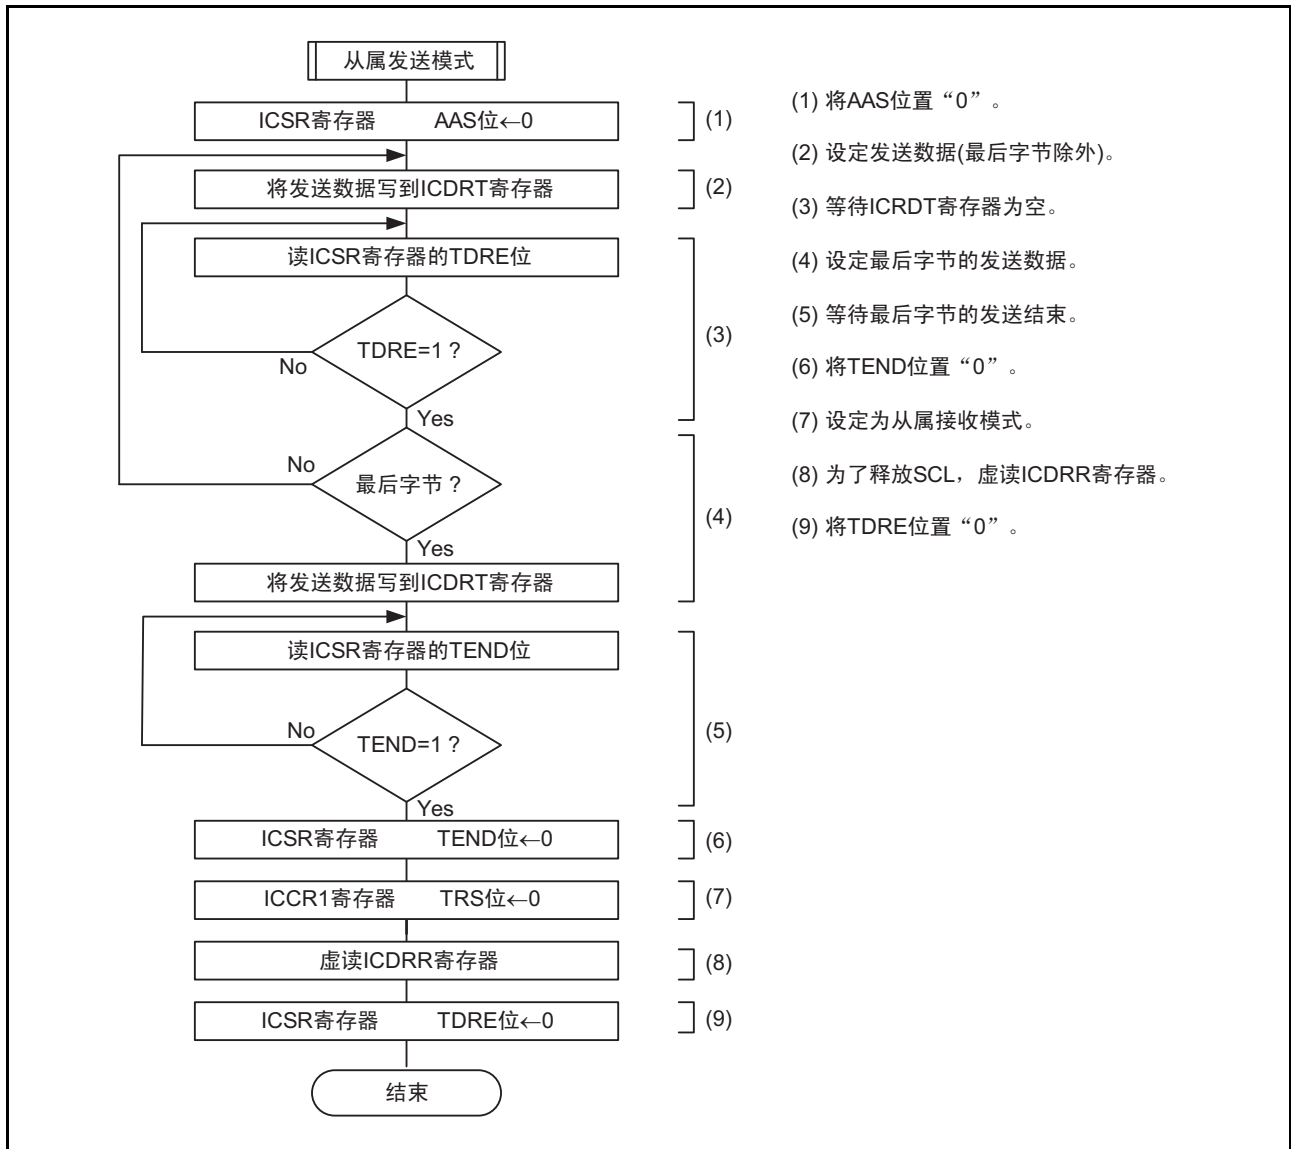 从属发送模式
ICSR寄存器 AAS位←0
(1)
将发送数据写到ICDRT寄存器
(2)
读ICSR寄存器的TDRE位
TDRE=1 ?
No
Yes
(3)
No
最后字节 ?
Yes
(4)
将发送数据写到ICDRT寄存器
读ICSR寄存器的TEND位
No
TEND=1 ?
Yes
(5)
ICSR寄存器 TEND位←0
(6)
ICCR1寄存器 TRS位←0
(7)
虚读ICDRR寄存器
(8)
ICSR寄存器 TDRE位←0
(9)
结束
(1) 将AAS位置“0”。
(2) 设定发送数据(最后字节除外)。
(3) 等待ICRDT寄存器为空。
(4) 设定最后字节的发送数据。
(5) 等待最后字节的发送结束。
(6) 将TEND位置“0”。
(7) 设定为从属接收模式。
(8) 为了释放SCL，虚读ICDRR寄存器。
(9) 将TDRE位置“0”。